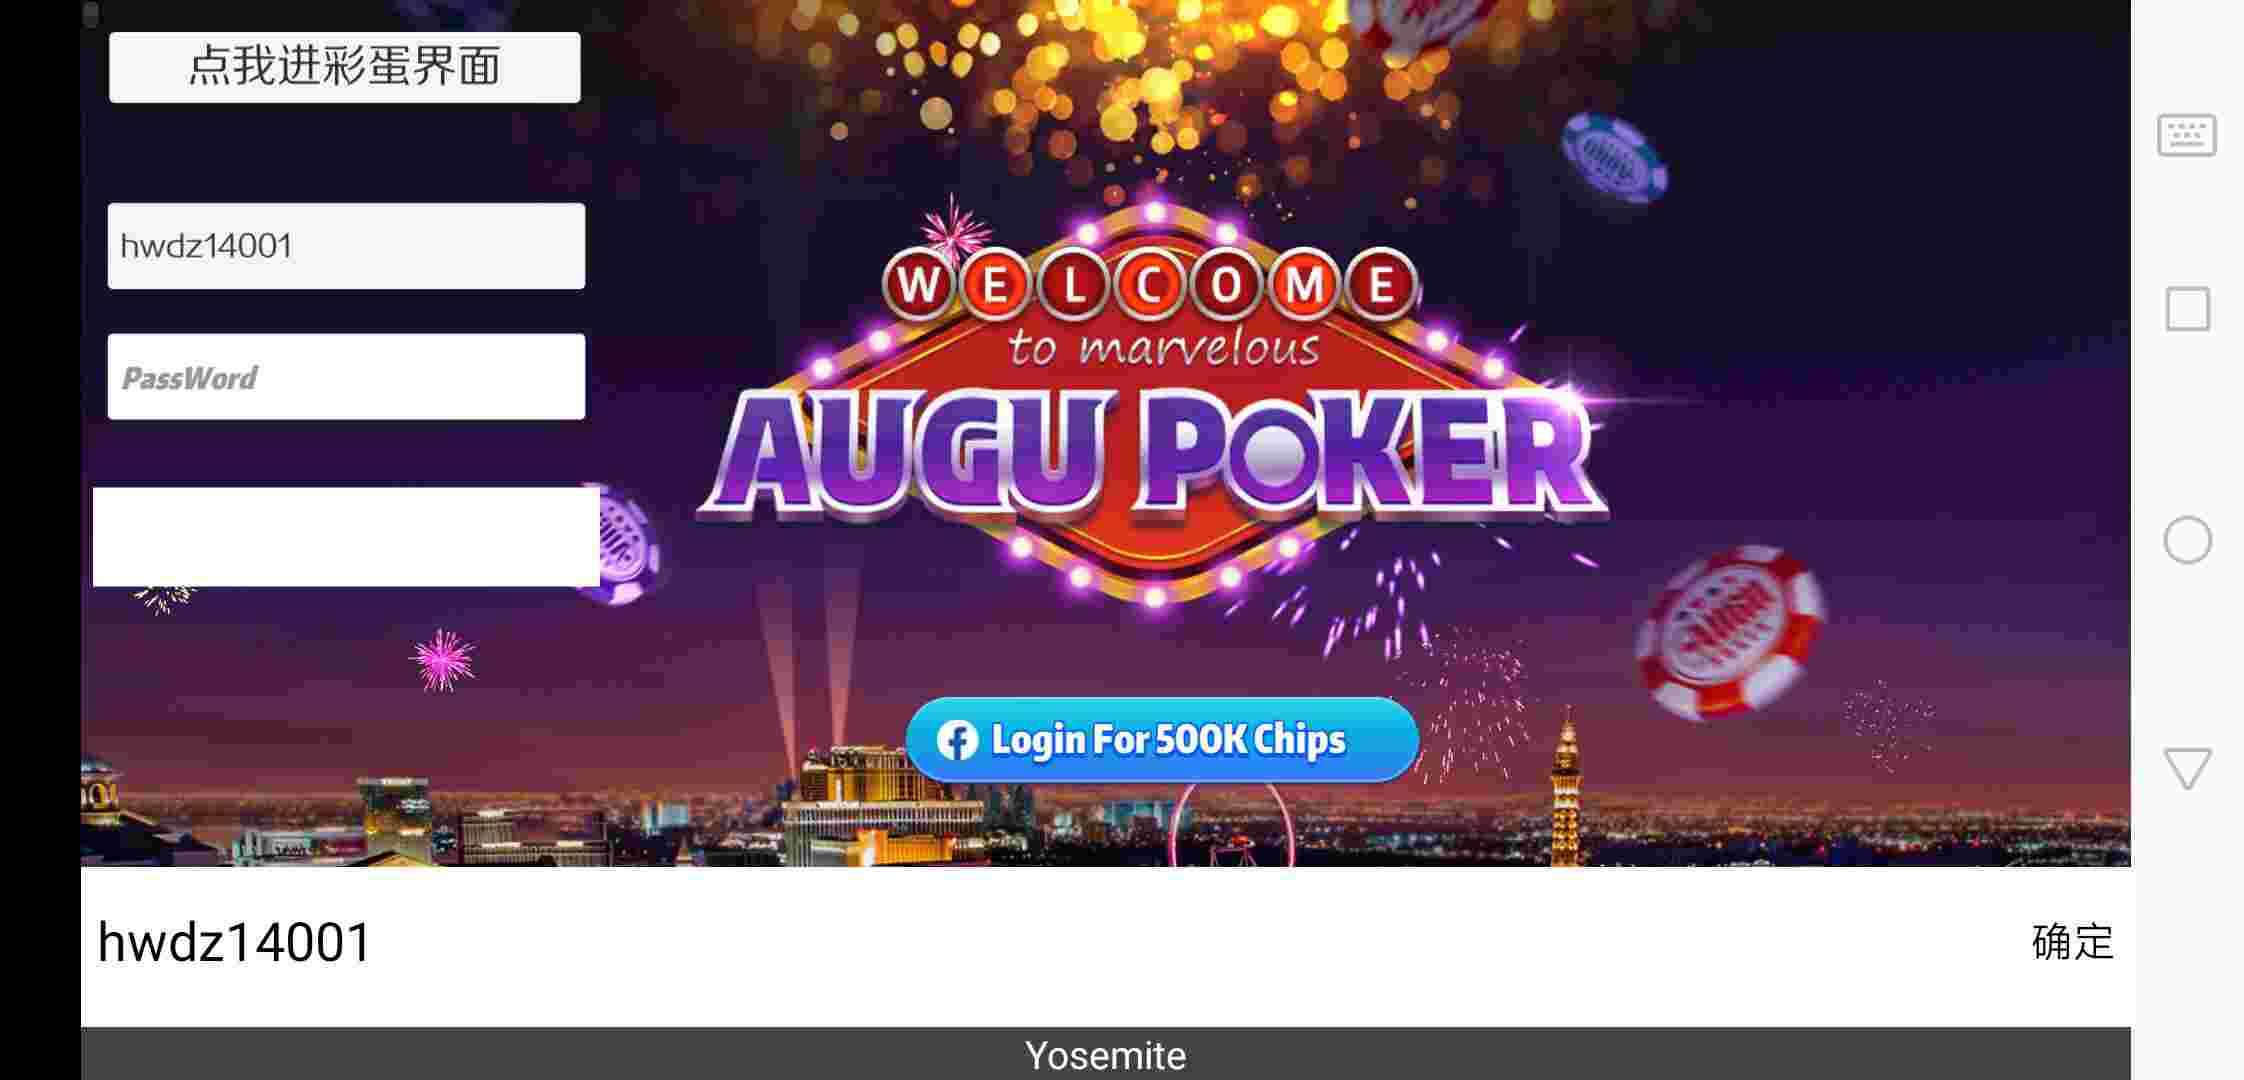 点我进彩蛋界面
hwdz14001
PassWord
WELCOME
to marvelous
AUGU POKER
Login For 500K Chips
hwdz14001
确定
Yosemite